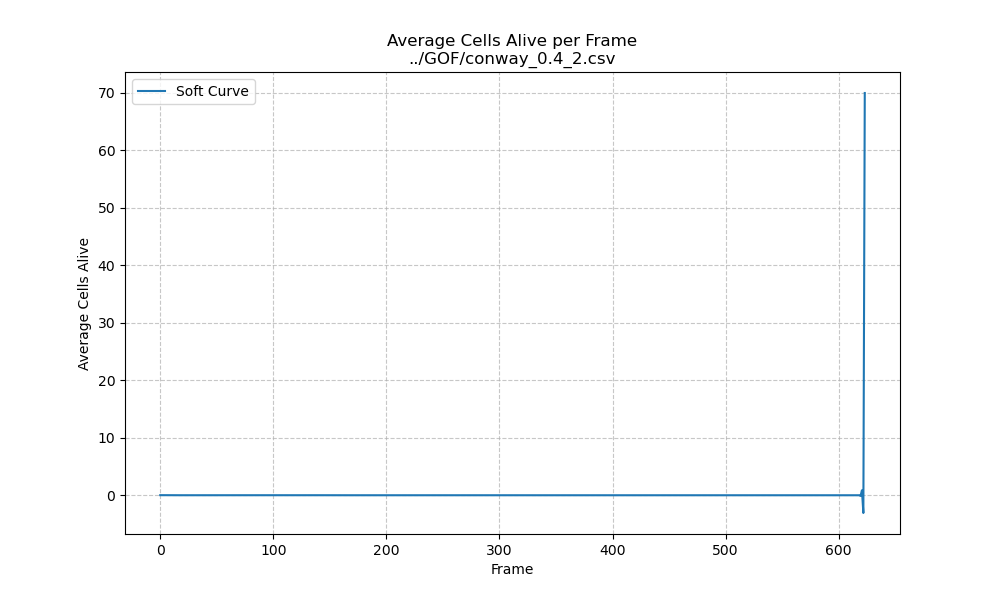 Average Cells Alive per Frame
../GOF/conway_0.4_2.csv
Soft Curve
70
60
50
40
30
20
10
0
Average Cells Alive
0 100 200 300 400 500 600
Frame